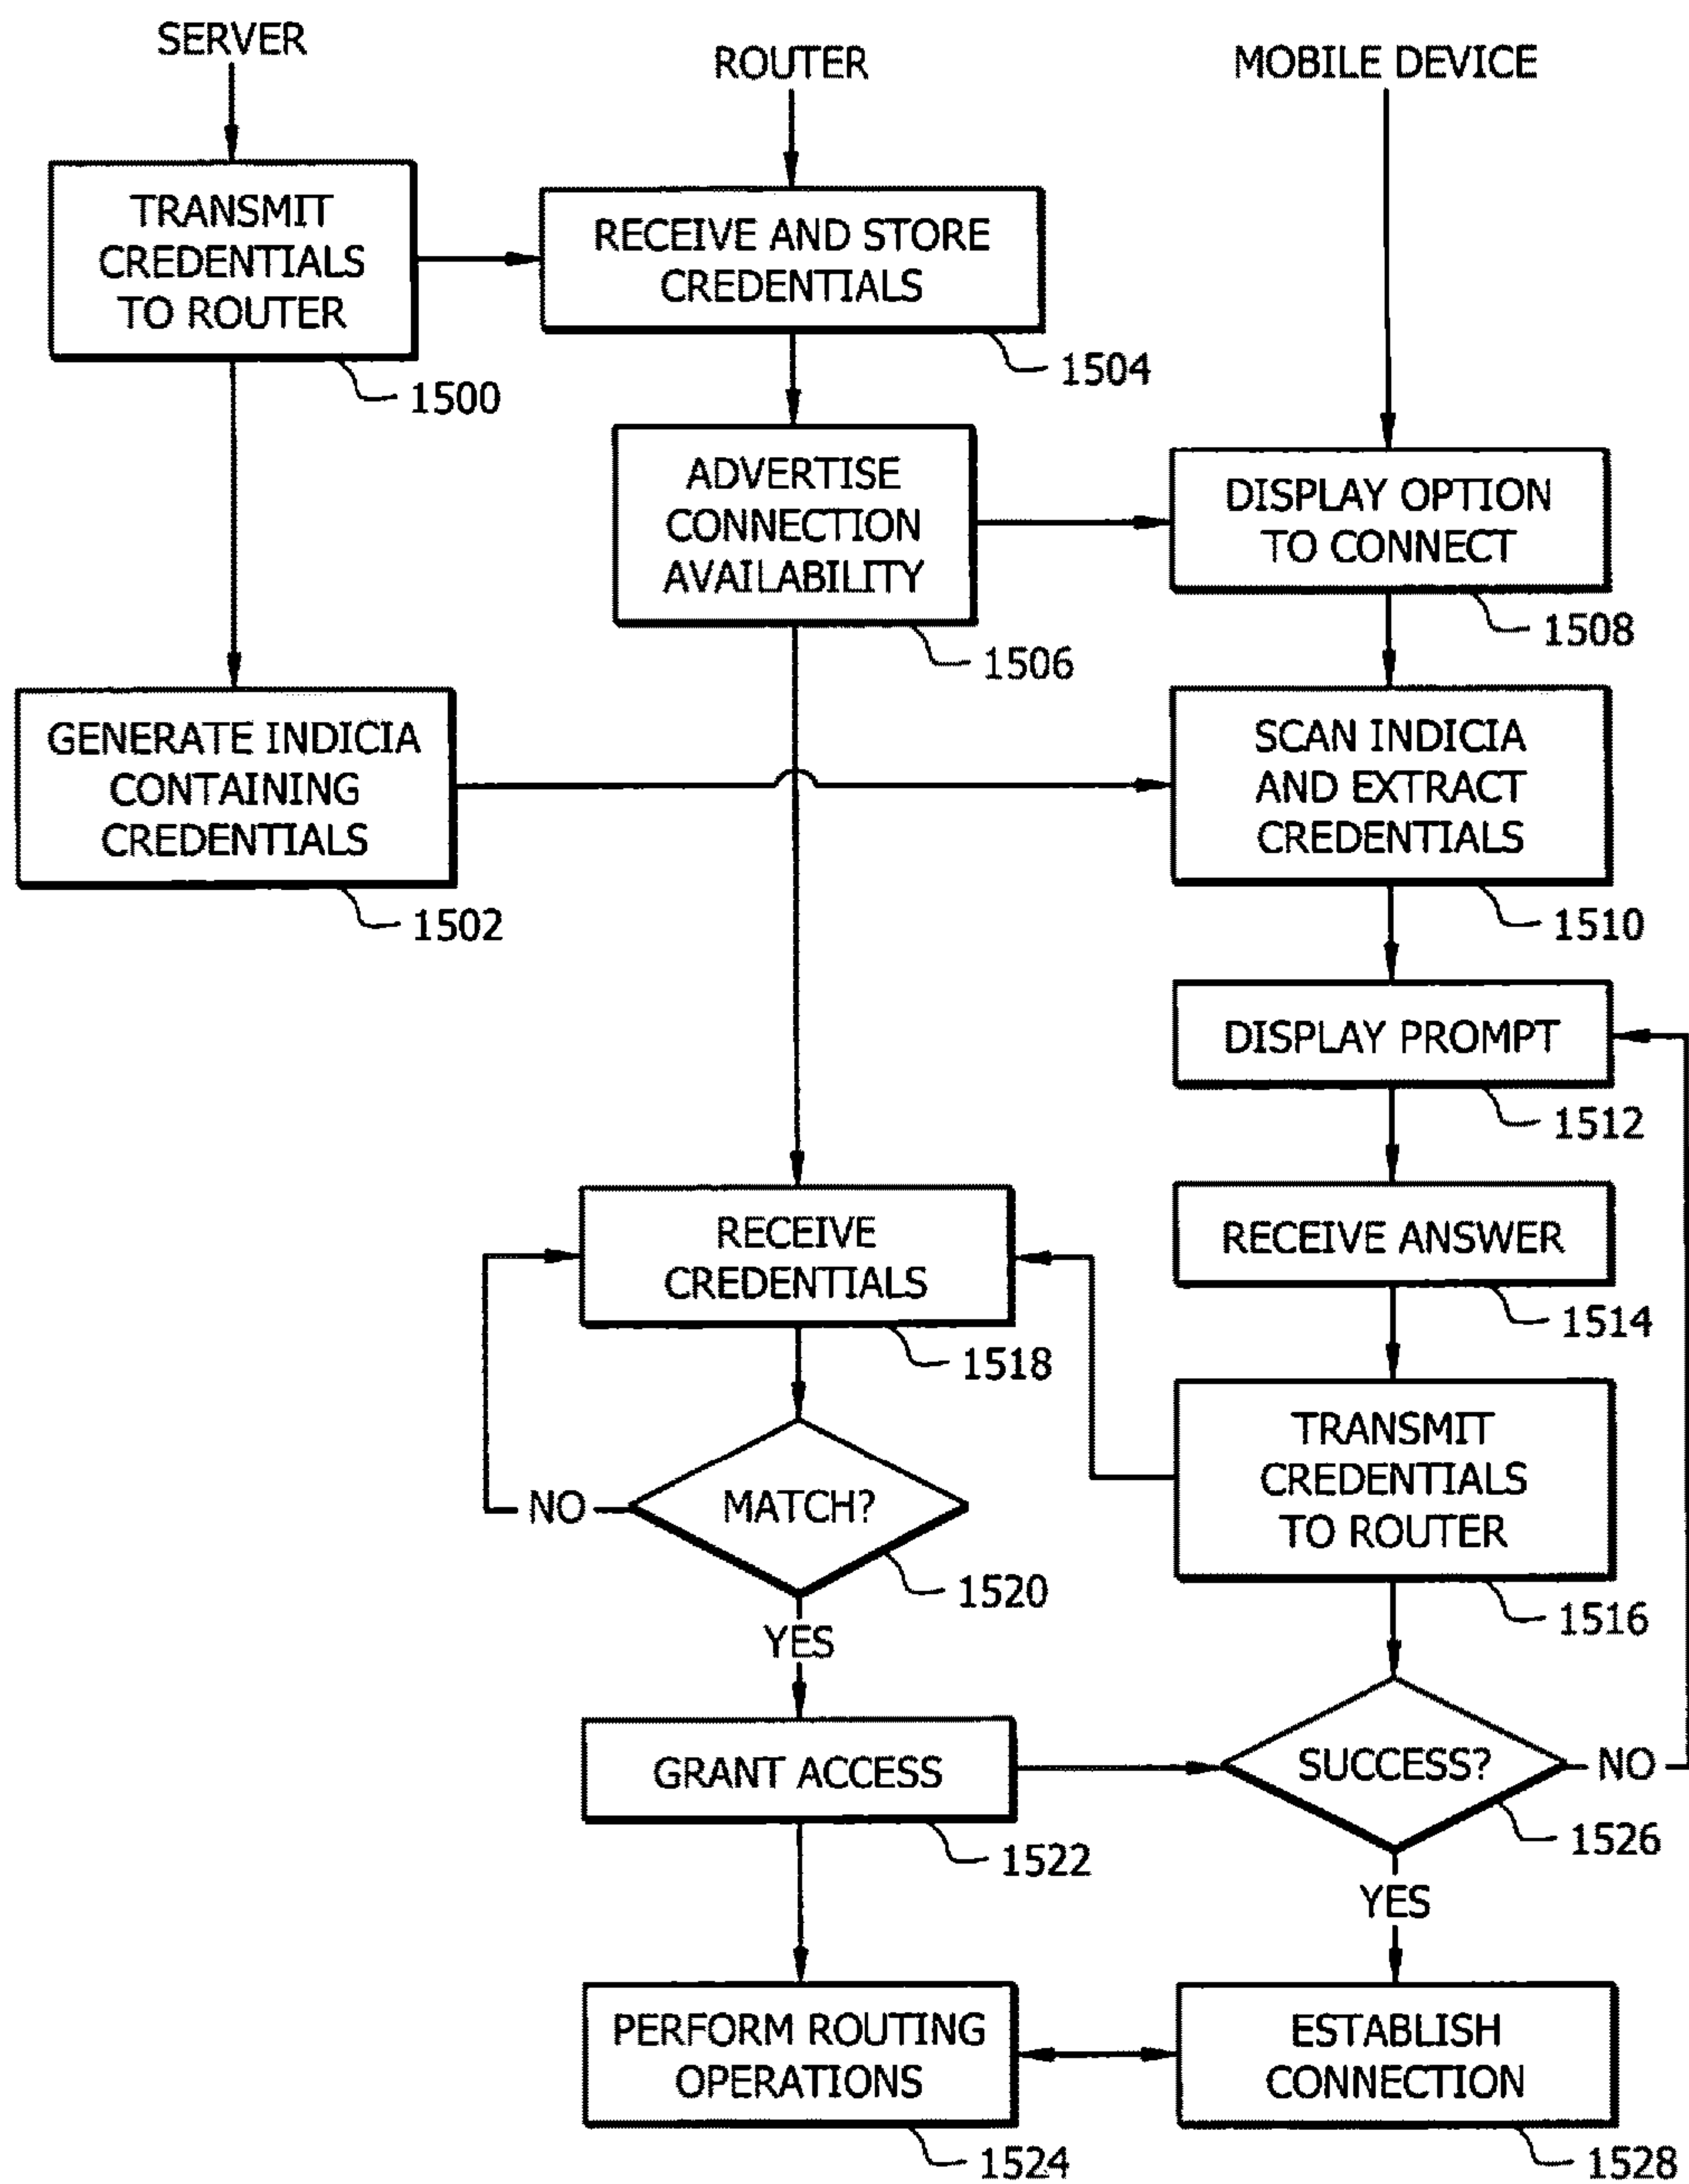 SERVER
ROUTER
MOBILE DEVICE
TRANSMIT
CREDENTIALS
TO ROUTER
1500
RECEIVE AND STORE
CREDENTIALS
1504
ADVERTISE
CONNECTION
AVAILABILITY
1506
DISPLAY OPTION
TO CONNECT
1508
GENERATE INDICIA
CONTAINING
CREDENTIALS
1502
SCAN INDICIA
AND EXTRACT
CREDENTIALS
1510
DISPLAY PROMPT
1512
RECEIVE ANSWER
1514
TRANSMIT
CREDENTIALS
TO ROUTER
1516
RECEIVE
CREDENTIALS
1518
MATCH?
1520
NO
YES
GRANT ACCESS
1522
SUCCESS?
NO
1526
YES
PERFORM ROUTING
OPERATIONS
1524
ESTABLISH
CONNECTION
1528